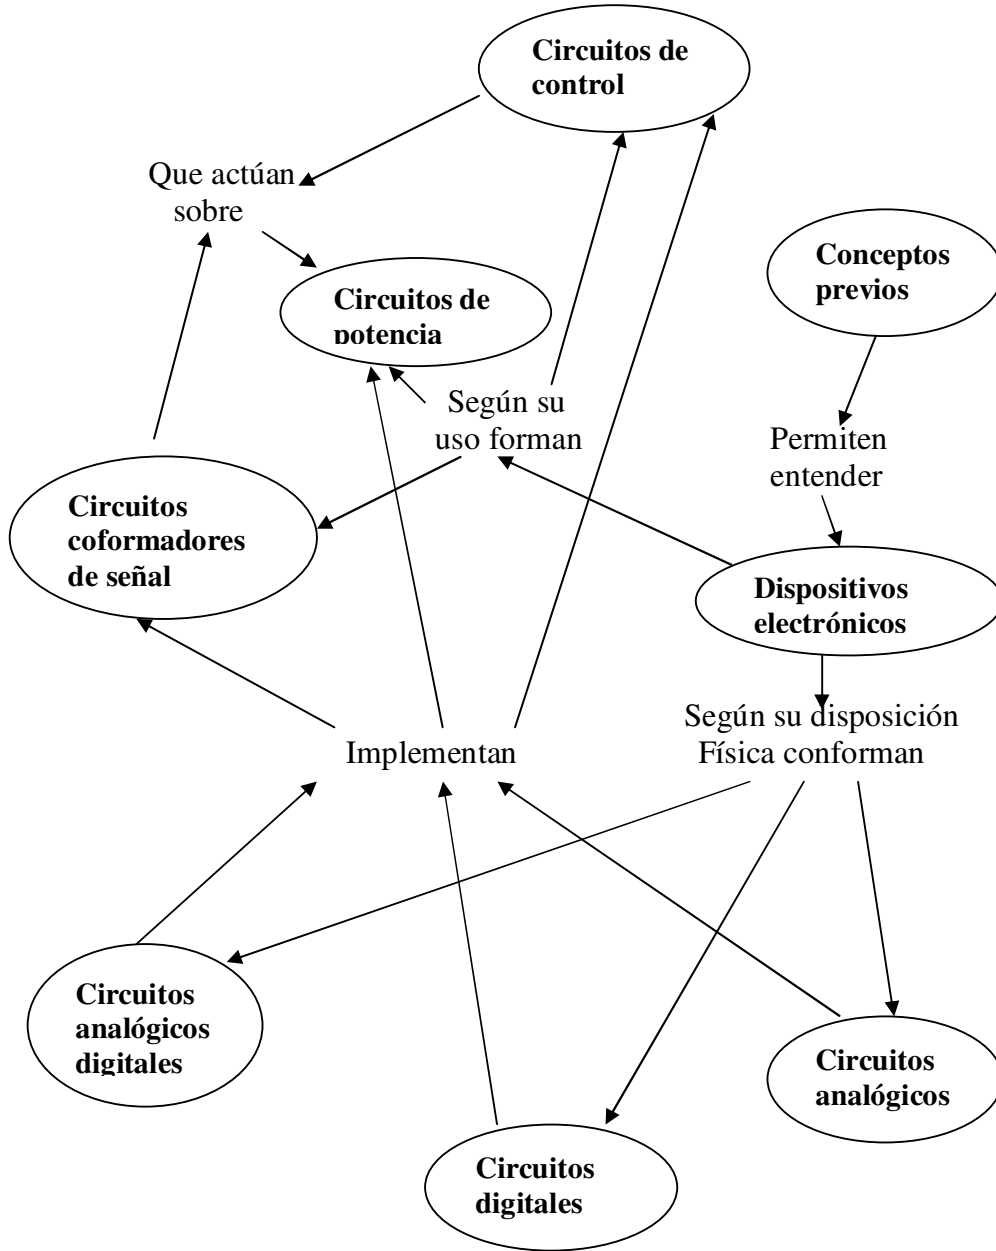 Circuitos de
control
Que actúan
sobre
Conceptos
previos
Circuitos de
potencia
Según su
uso forman
Permiten
entender
Circuitos
coformadores
de señal
Dispositivos
electrónicos
Según su disposición
Física conforman
Implementan
Circuitos
analógicos
digitales
Circuitos
analógicos
Circuitos
digitales